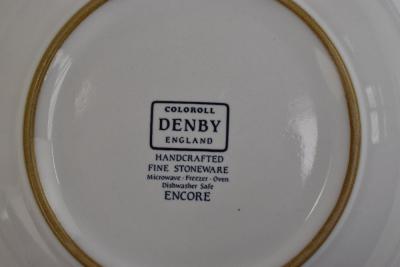 COLOROLL
DENBY
ENGLAND
HANDCRAFTED
FINE STONEWARE
Microwave · Freezer · Oven
Dishwasher Safe
ENCORE